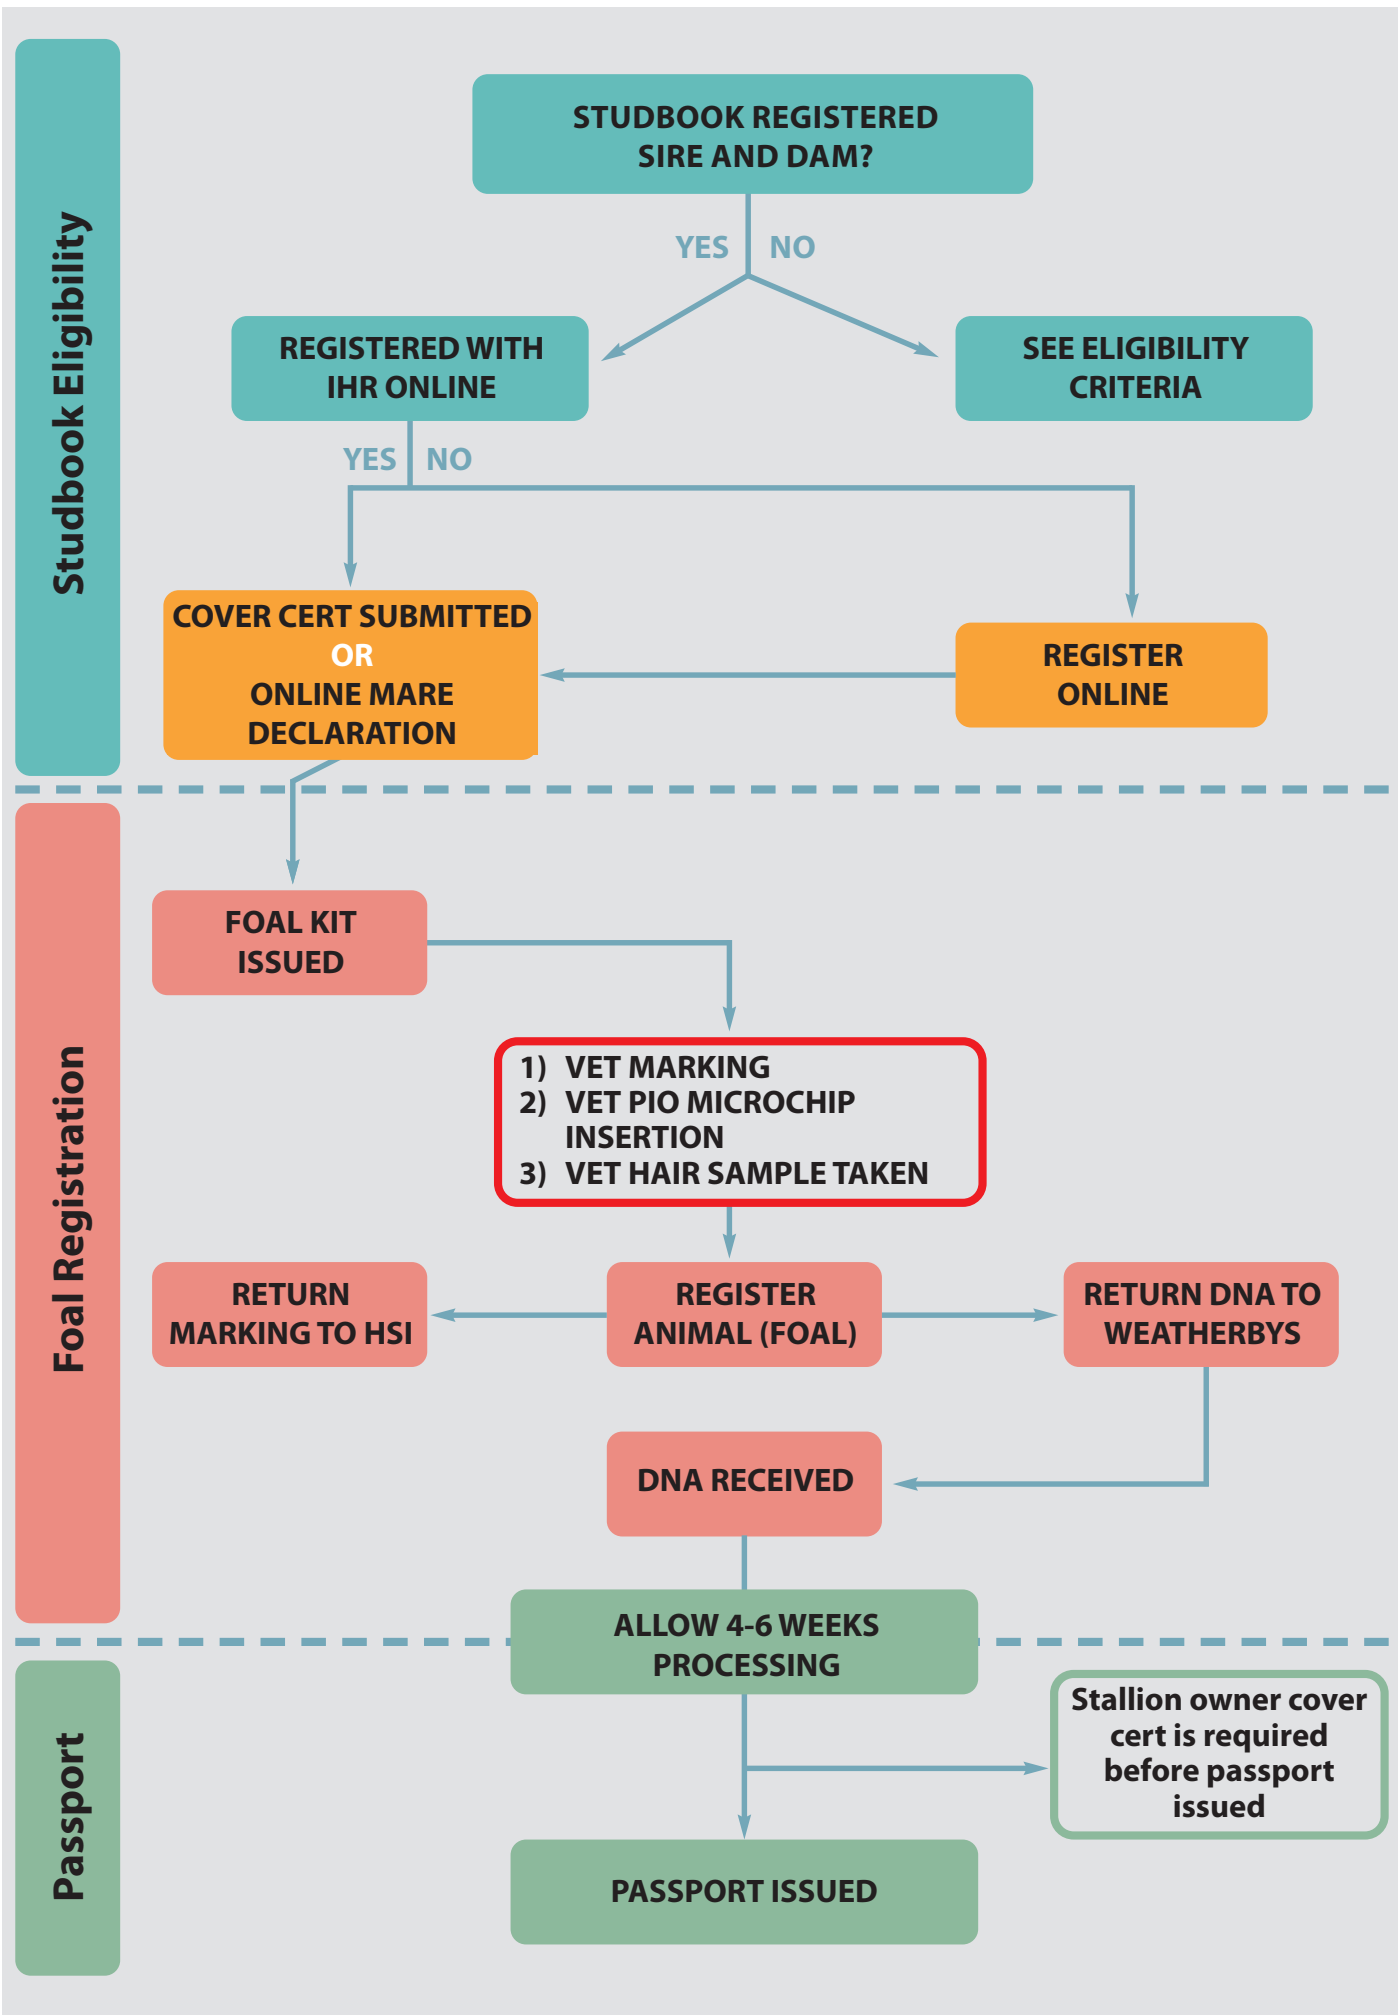 Studbook Eligibility
STUDBOOK REGISTERED
SIRE AND DAM?
YES NO
REGISTERED WITH
IHR ONLINE
SEE ELIGIBILITY
CRITERIA
YES NO
COVER CERT SUBMITTED
OR
ONLINE MARE
DECLARATION
REGISTER
ONLINE
Foal Registration
FOAL KIT
ISSUED
1) VET MARKING
2) VET PIO MICROCHIP
INSERTION
3) VET HAIR SAMPLE TAKEN
RETURN
MARKING TO HSI
REGISTER
ANIMAL (FOAL)
RETURN DNA TO
WEATHERBYS
DNA RECEIVED
ALLOW 4-6 WEEKS
PROCESSING
Passport
Stallion owner cover
cert is required
before passport
issued
PASSPORT ISSUED